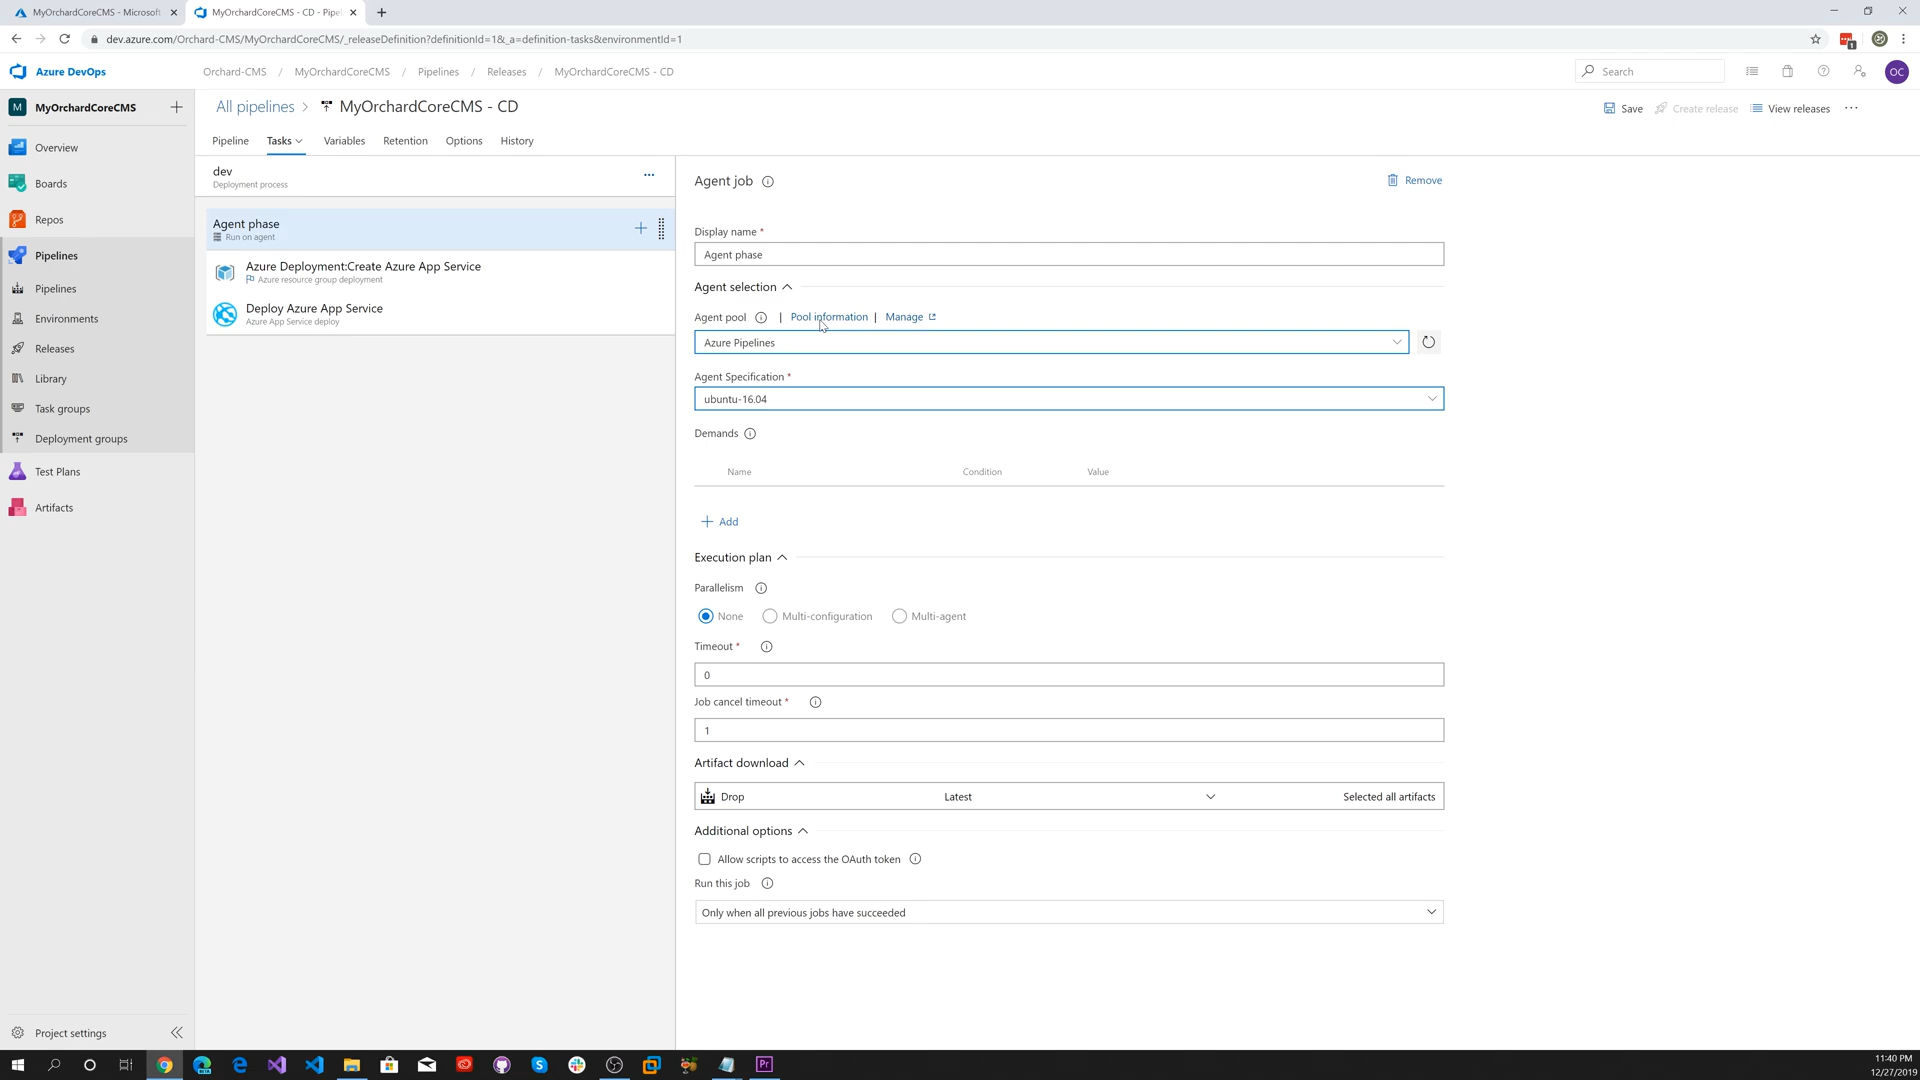 MyOrchardCoreCMS - Microsoft
MyOrchardCoreCMS - CD - Pipel
dev.azure.com/Orchard-CMS/MyOrchardCoreCMS/_releaseDefinition?definitionId=1&_a=definition-tasks&environmentId=1
1
Azure DevOps
Orchard-CMS / MyOrchardCoreCMS / Pipelines / Releases / MyOrchardCoreCMS - CD
Search
OC
M MyOrchardCoreCMS
Overview
Boards
Repos
Pipelines
Pipelines
Environments
Releases
Library
Task groups
Deployment groups
Test Plans
Artifacts
Project settings
All pipelines > MyOrchardCoreCMS - CD
Save Create release View releases ...
Pipeline Tasks Variables Retention Options History
dev
Deployment process
Agent phase
Run on agent
Azure Deployment:Create Azure App Service
Azure resource group deployment
Deploy Azure App Service
Azure App Service deploy
Agent job
Remove
Display name *
Agent phase
Agent selection
Agent pool | Pool information | Manage
Azure Pipelines
Agent Specification *
ubuntu-16.04
Demands
Name Condition Value
+ Add
Execution plan
Parallelism
None Multi-configuration Multi-agent
Timeout *
0
Job cancel timeout *
1
Artifact download
Drop Latest Selected all artifacts
Additional options
Allow scripts to access the OAuth token
Run this job
Only when all previous jobs have succeeded
BETA
Pr
11:40 PM
12/27/2019